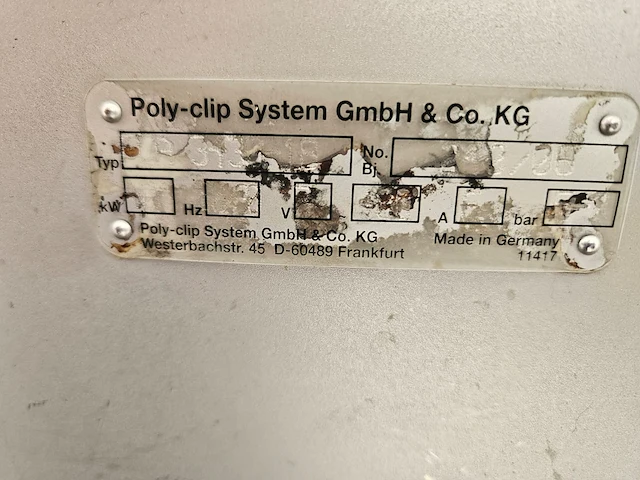 Poly-clip System GmbH & Co. KG
Typ No.
Bj.
kW Hz V A bar
Poly-clip System GmbH & Co. KG
Westerbachstr. 45 D-60489 Frankfurt
Made in Germany
11417